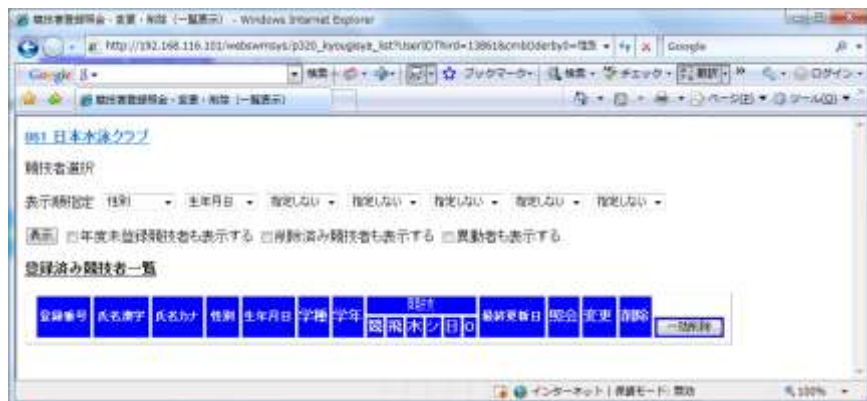 競技者登録照会・変更・削除（一覧表示） - Windows Internet Explorer
Google
Google ブックマーク チェック 翻訳
競技者登録照会・変更・削除（一覧表示） ページ(P) ツール(O)
日本水泳クラブ
競技者選択
表示順指定 性別 生年月日 指定しない 指定しない 指定しない 指定しない 指定しない
表示 年度未登録競技者も表示する 削除済み競技者も表示する 異動者も表示する
登録済み競技者一覧
登録番号 氏名漢字 氏名カナ 性別 生年月日 学種 学年 競技 最終更新日 照会 変更 削除 一括削除
競 飛 水 シ 日 O
インターネット | 保護モード: 無効 100%